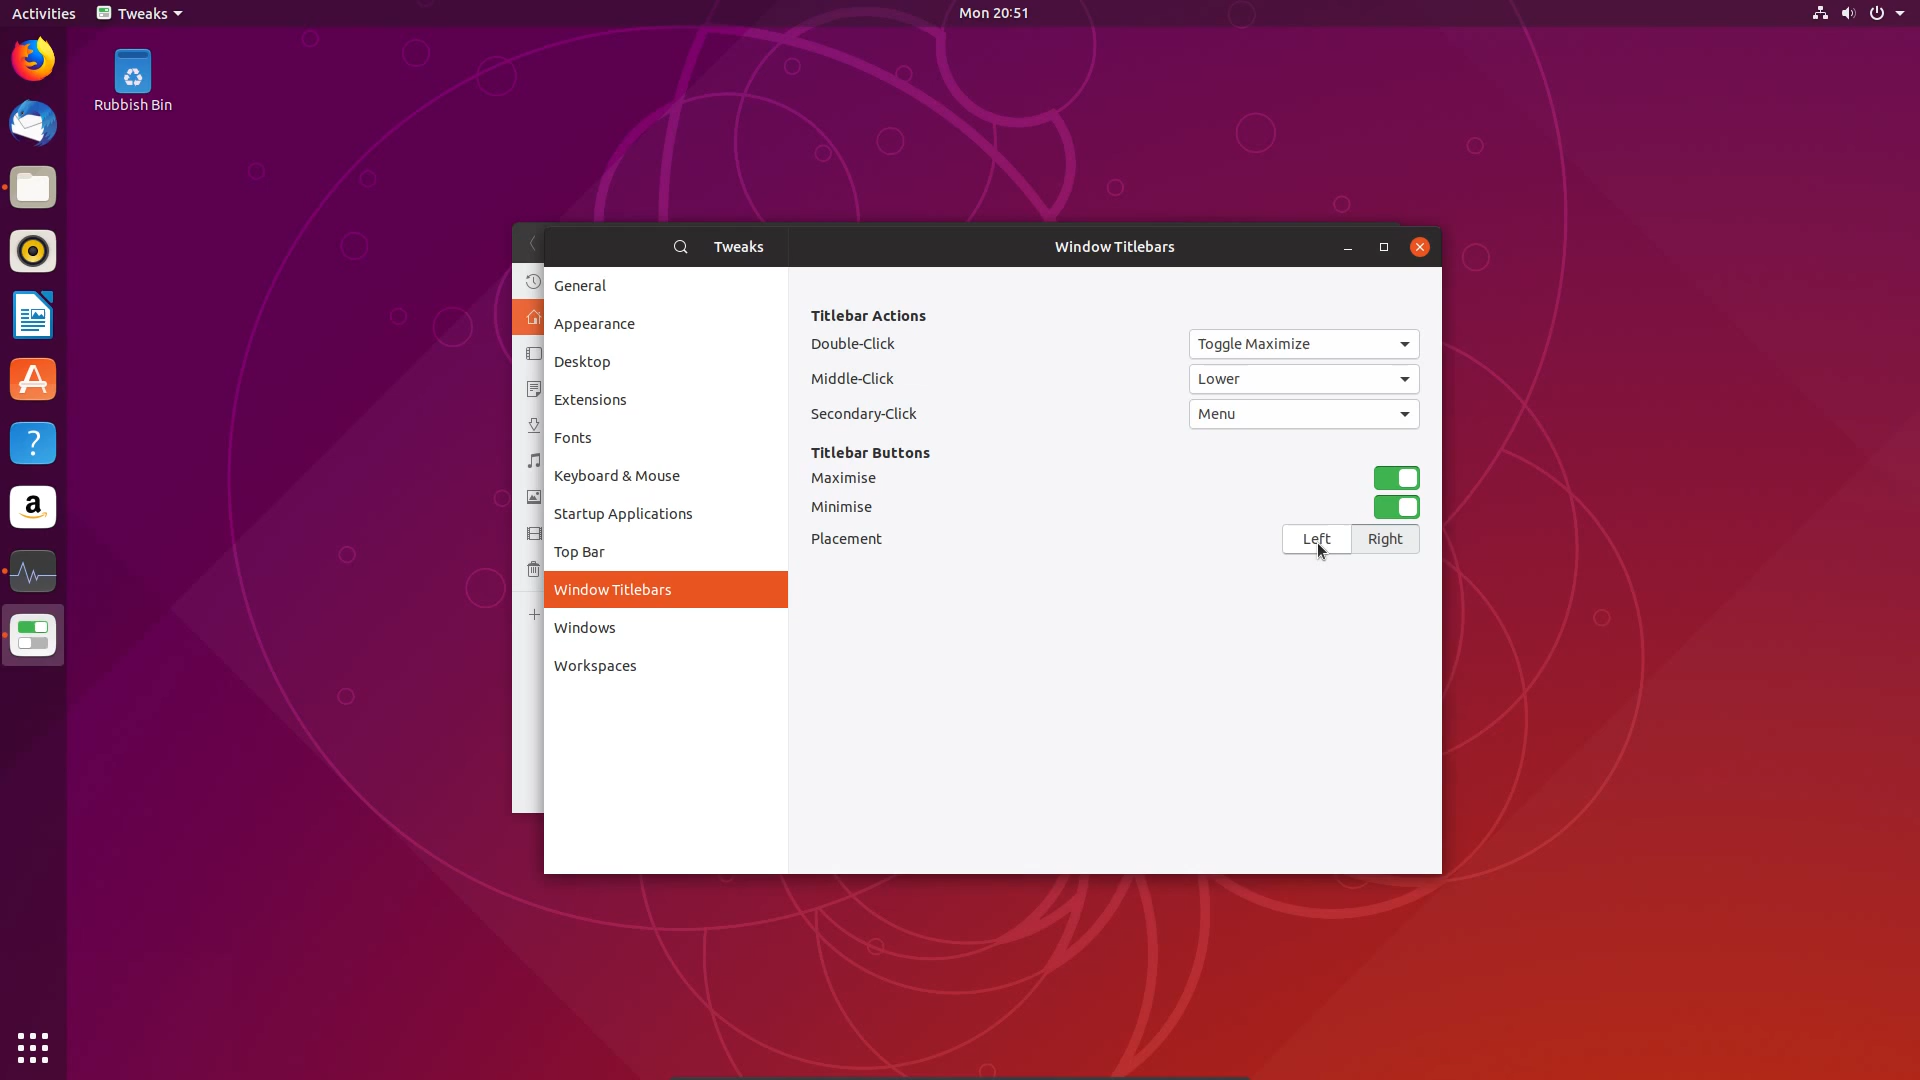 Activities Tweaks Mon 20:51
Rubbish Bin
Tweaks Window Titlebars
General
Appearance
Desktop
Extensions
Fonts
Keyboard & Mouse
Startup Applications
Top Bar
Window Titlebars
Windows
Workspaces
Titlebar Actions
Double-Click Toggle Maximize
Middle-Click Lower
Secondary-Click Menu
Titlebar Buttons
Maximise
Minimise
Placement Left Right